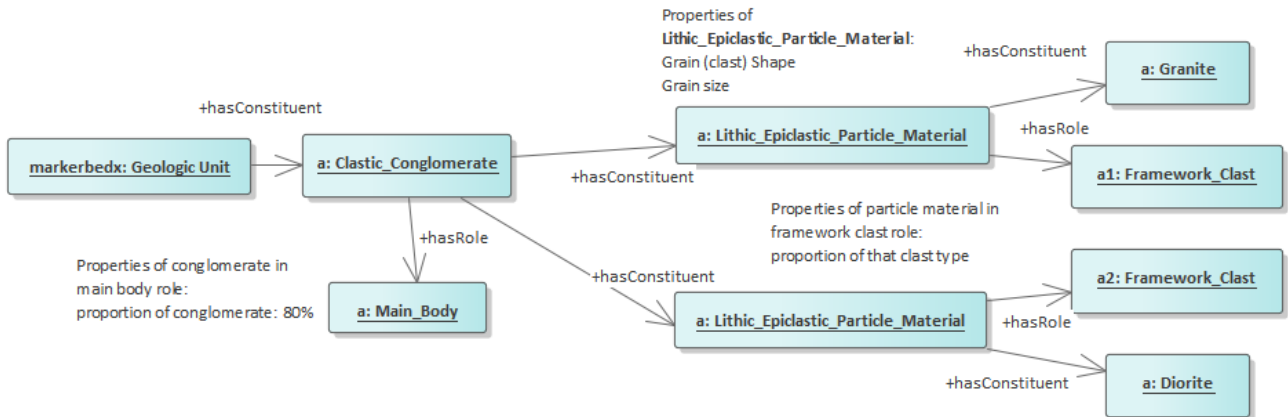 Properties of
Lithic_Epiclastic_Particle_Material:
Grain (clast) Shape
Grain size
+hasConstituent
a: Granite
+hasConstituent
a: Lithic_Epiclastic_Particle_Material
+hasRole
markerbedx: Geologic Unit
a: Clastic_Conglomerate
+hasConstituent
a1: Framework_Clast
Properties of particle material in
framework clast role:
proportion of that clast type
+hasRole
Properties of conglomerate in
main body role:
proportion of conglomerate: 80%
+hasConstituent
a2: Framework_Clast
a: Main_Body
a: Lithic_Epiclastic_Particle_Material
+hasRole
+hasConstituent
a: Diorite